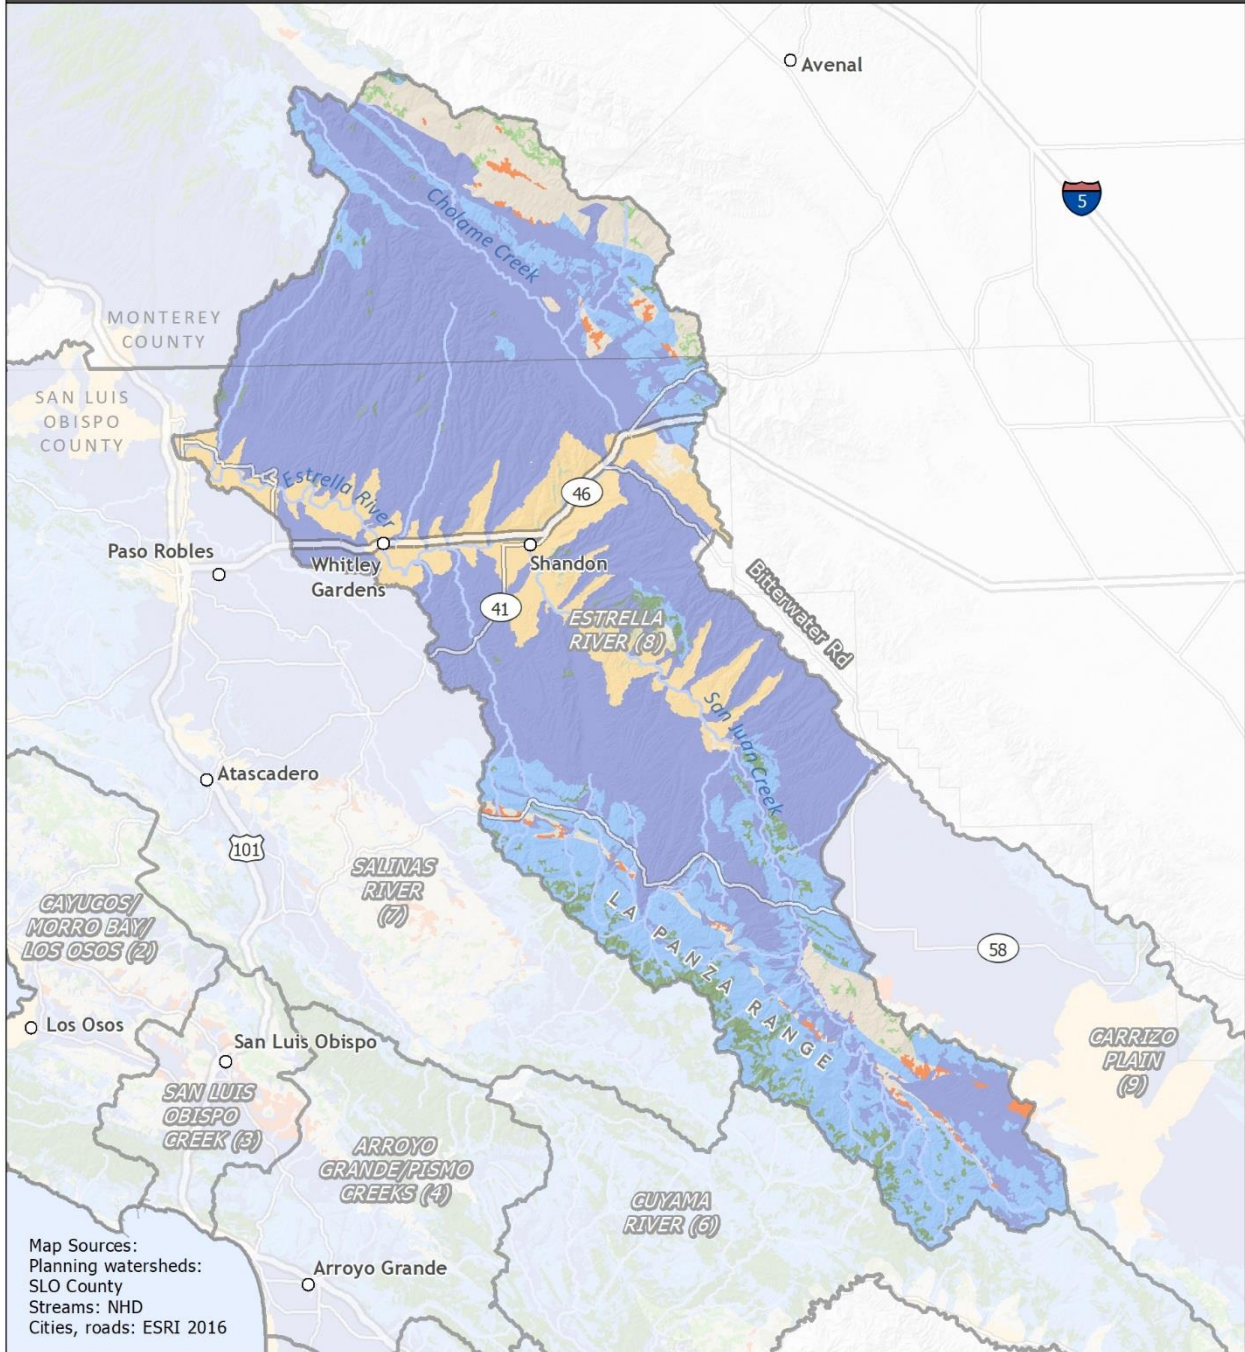 Avenal
5
Cholame Creek
MONTEREY
COUNTY
SAN LUIS
OBISPO
COUNTY
Estrella River
46
Paso Robles
Whitley
Gardens
Shandon
41
ESTRELLA
RIVER (8)
Bitterwater Rd
San Juan Creek
Atascadero
101
SALINAS
RIVER
(7)
CAYUCOS/
MORRO BAY/
LOS OSOS (2)
LA PANZA RANGE
58
Los Osos
San Luis Obispo
CARRIZO
PLAIN
(9)
SAN LUIS
OBISPO
CREEK (3)
ARROYO
GRANDE/PISMO
CREEKS (4)
CUYAMA
RIVER (6)
Arroyo Grande
Map Sources:
Planning watersheds:
SLO County
Streams: NHD
Cities, roads: ESRI 2016